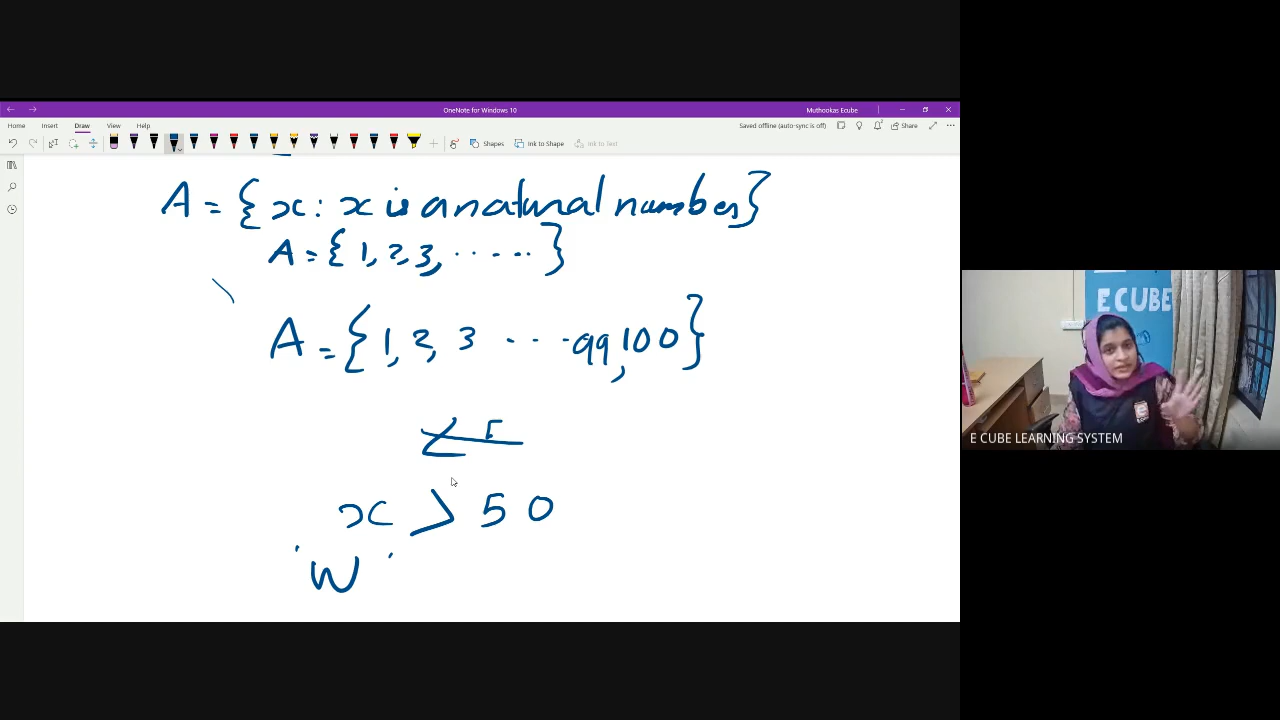 OneNote for Windows 10
Muthookas Ecube
Home Insert Draw View Help
Saved offline (auto-sync is off)
Share
Shapes
Ink to Shape
Ink to Text
A = { x : x is a natural number }
A = { 1, 2, 3, ...... }
A = { 1, 2, 3 ... 99, 100 }
x > 50
'W'
E CUBE
E CUBE LEARNING SYSTEM